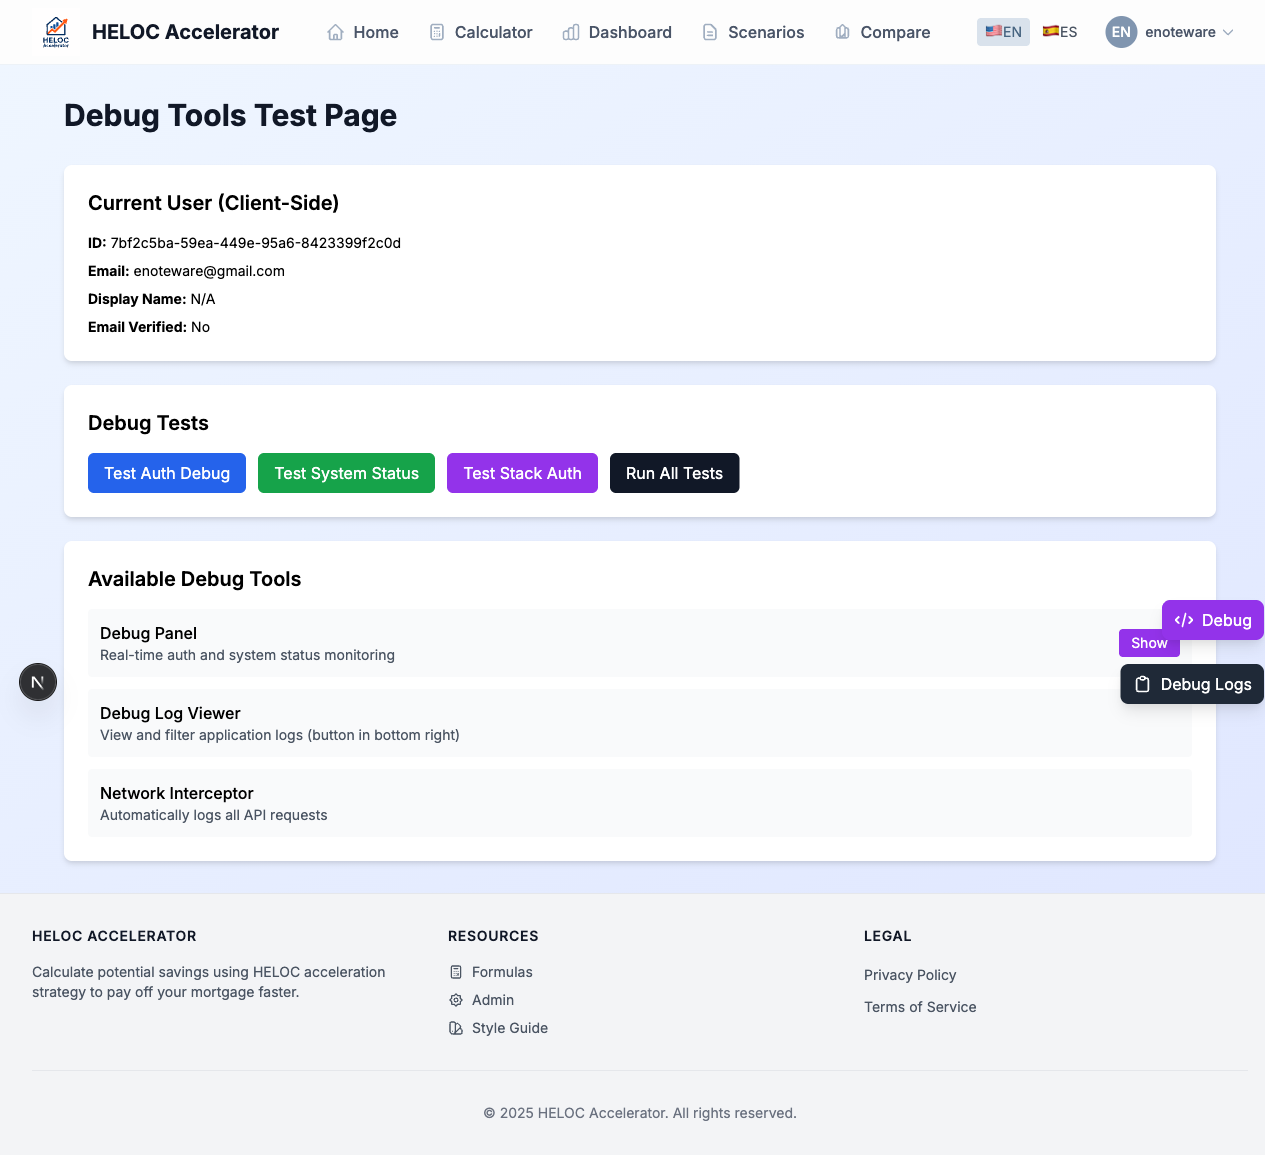 HELOC
Accelerator
HELOC Accelerator
Home
Calculator
Dashboard
Scenarios
Compare
🇺🇸EN
🇪🇸ES
EN
enoteware
Debug Tools Test Page
Current User (Client-Side)
ID: 7bf2c5ba-59ea-449e-95a6-8423399f2c0d
Email: enoteware@gmail.com
Display Name: N/A
Email Verified: No
Debug Tests
Test Auth Debug
Test System Status
Test Stack Auth
Run All Tests
Available Debug Tools
Debug Panel
Real-time auth and system status monitoring
</> Debug
Show
N
Debug Logs
Debug Log Viewer
View and filter application logs (button in bottom right)
Network Interceptor
Automatically logs all API requests
HELOC ACCELERATOR
Calculate potential savings using HELOC acceleration
strategy to pay off your mortgage faster.
RESOURCES
Formulas
Admin
Style Guide
LEGAL
Privacy Policy
Terms of Service
© 2025 HELOC Accelerator. All rights reserved.